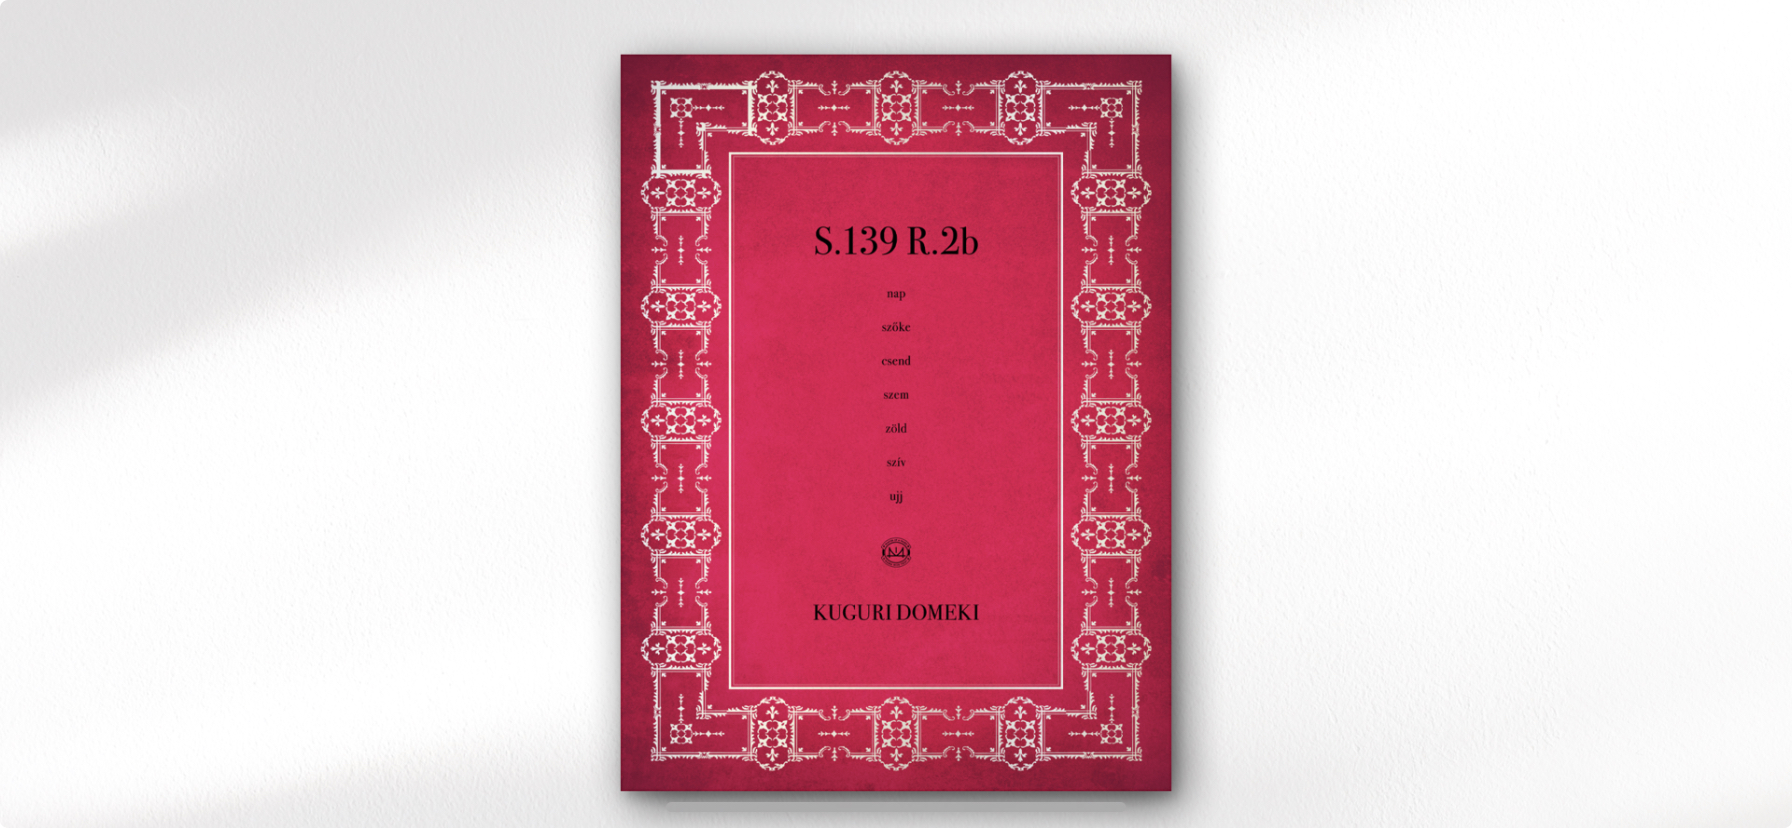 S.139 R.2b
nap
szőke
csend
szem
zöld
szív
ujj
KUGURI DOMEKI